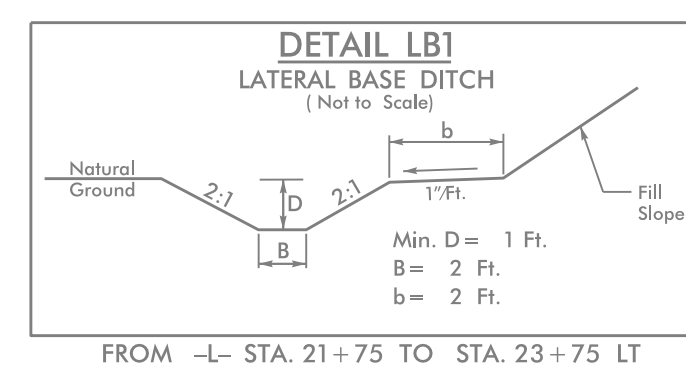 DETAIL LB1
LATERAL BASE DITCH
( Not to Scale)
b
Natural
Ground
2:1
D
2:1
1"/Ft.
Fill
Slope
B
Min. D = 1 Ft.
B = 2 Ft.
b = 2 Ft.
FROM -L- STA. 21+75 TO STA. 23+75 LT